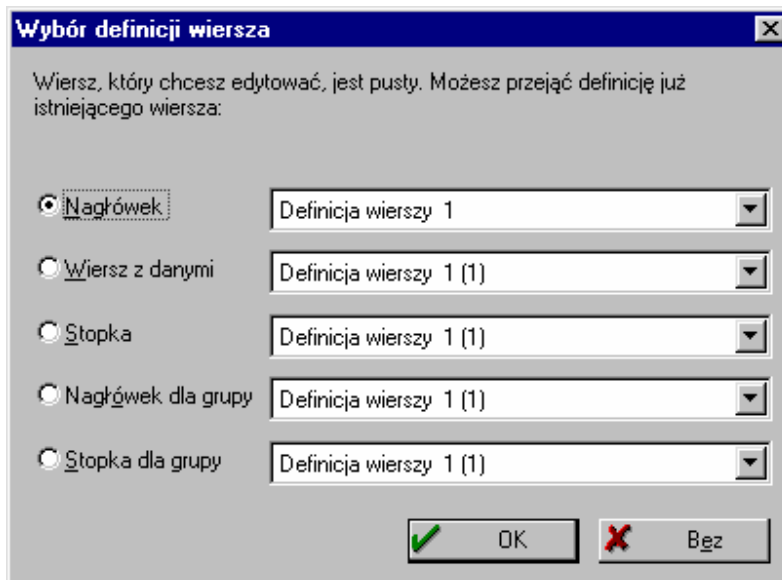 Wybór definicji wiersza
Wiersz, który chcesz edytować, jest pusty. Możesz przejąć definicję już
istniejącego wiersza:
Nagłówek Definicja wierszy 1
Wiersz z danymi Definicja wierszy 1 (1)
Stopka Definicja wierszy 1 (1)
Nagłówek dla grupy Definicja wierszy 1 (1)
Stopka dla grupy Definicja wierszy 1 (1)
OK Bez